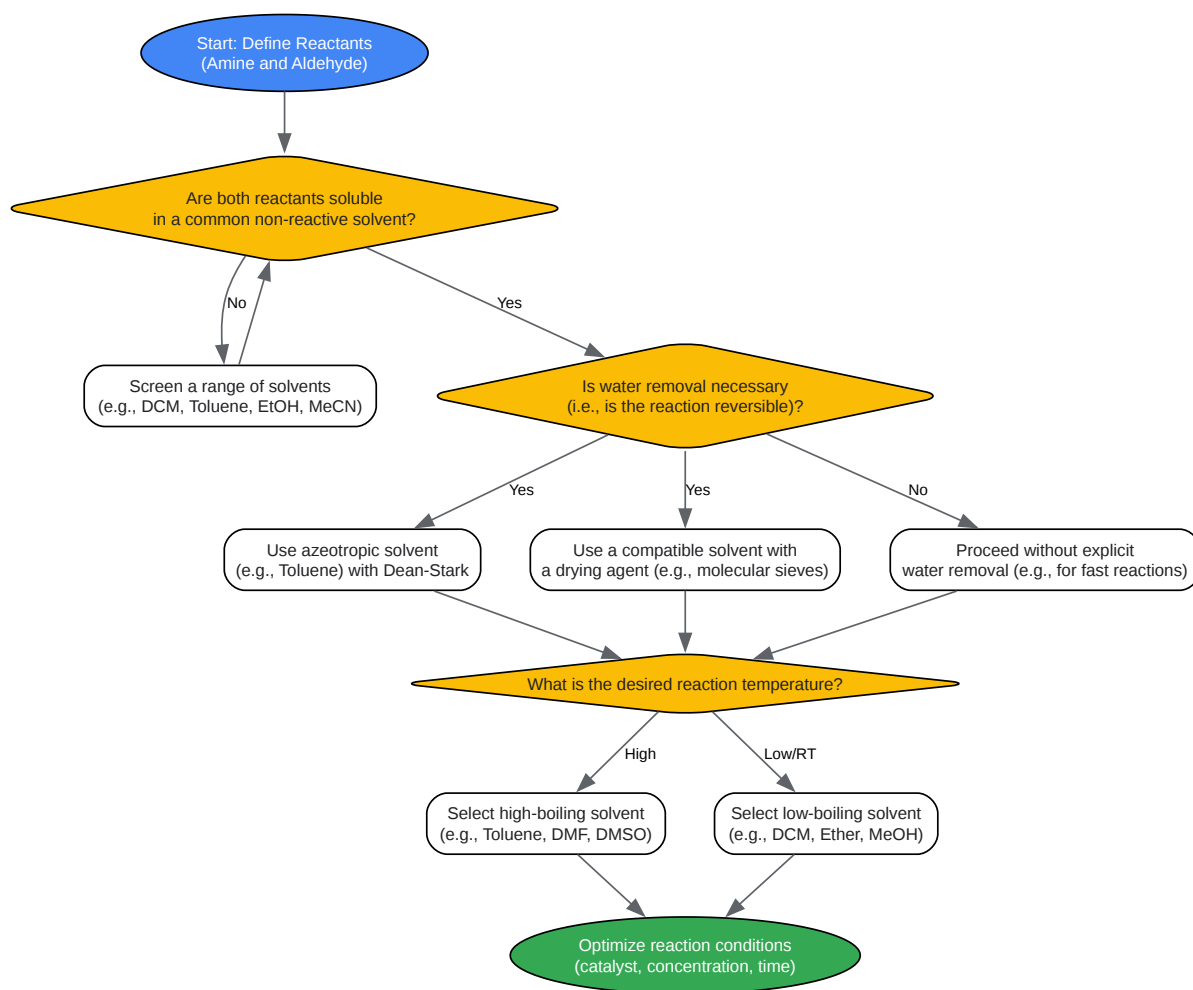 Start: Define Reactants
(Amine and Aldehyde)
Are both reactants soluble
in a common non-reactive solvent?
No
Yes
Screen a range of solvents
(e.g., DCM, Toluene, EtOH, MeCN)
Is water removal necessary
(i.e., is the reaction reversible)?
Yes
Yes
No
Use azeotropic solvent
(e.g., Toluene) with Dean-Stark
Use a compatible solvent with
a drying agent (e.g., molecular sieves)
Proceed without explicit
water removal (e.g., for fast reactions)
What is the desired reaction temperature?
High
Low/RT
Select high-boiling solvent
(e.g., Toluene, DMF, DMSO)
Select low-boiling solvent
(e.g., DCM, Ether, MeOH)
Optimize reaction conditions
(catalyst, concentration, time)